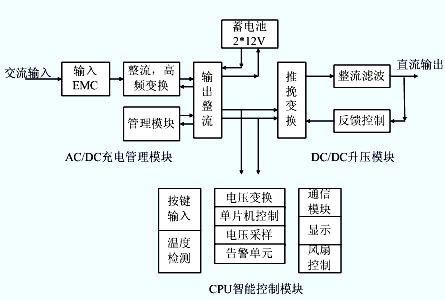 蓄电池
2*12V
交流输入
输入
EMC
整流,高
频变换
输出整流
推挽变换
整流滤波
直流输出
管理模块
反馈控制
AC/DC充电管理模块
DC/DC升压模块
按键
输入
温度
检测
电压变换
单片机控制
电压采样
告警单元
通信
模块
显示
风扇
控制
CPU智能控制模块